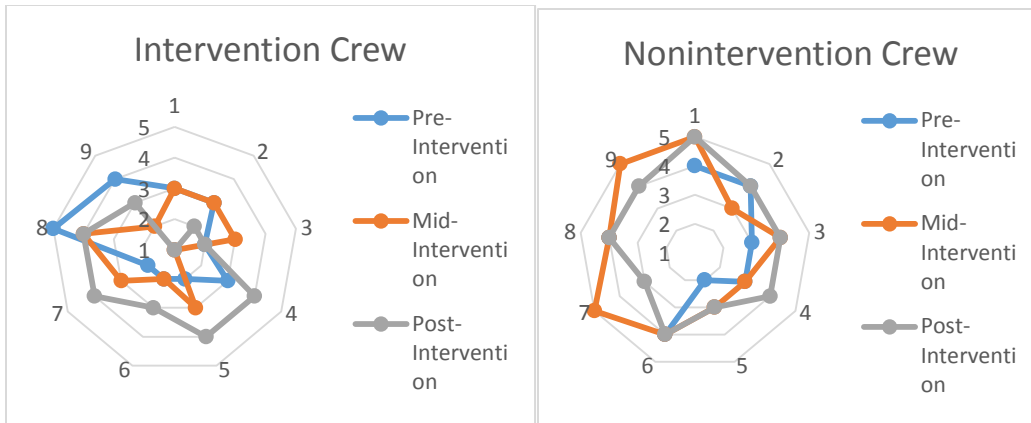 Intervention Crew
1
2
3
4
5
6
7
8
9
5
4
3
2
1
Pre-
Interventi
on
Mid-
Interventi
on
Post-
Interventi
on
Nonintervention Crew
1
2
3
4
5
6
7
8
9
5
4
3
2
1
Pre-
Interventi
on
Mid-
Interventi
on
Post-
Interventi
on